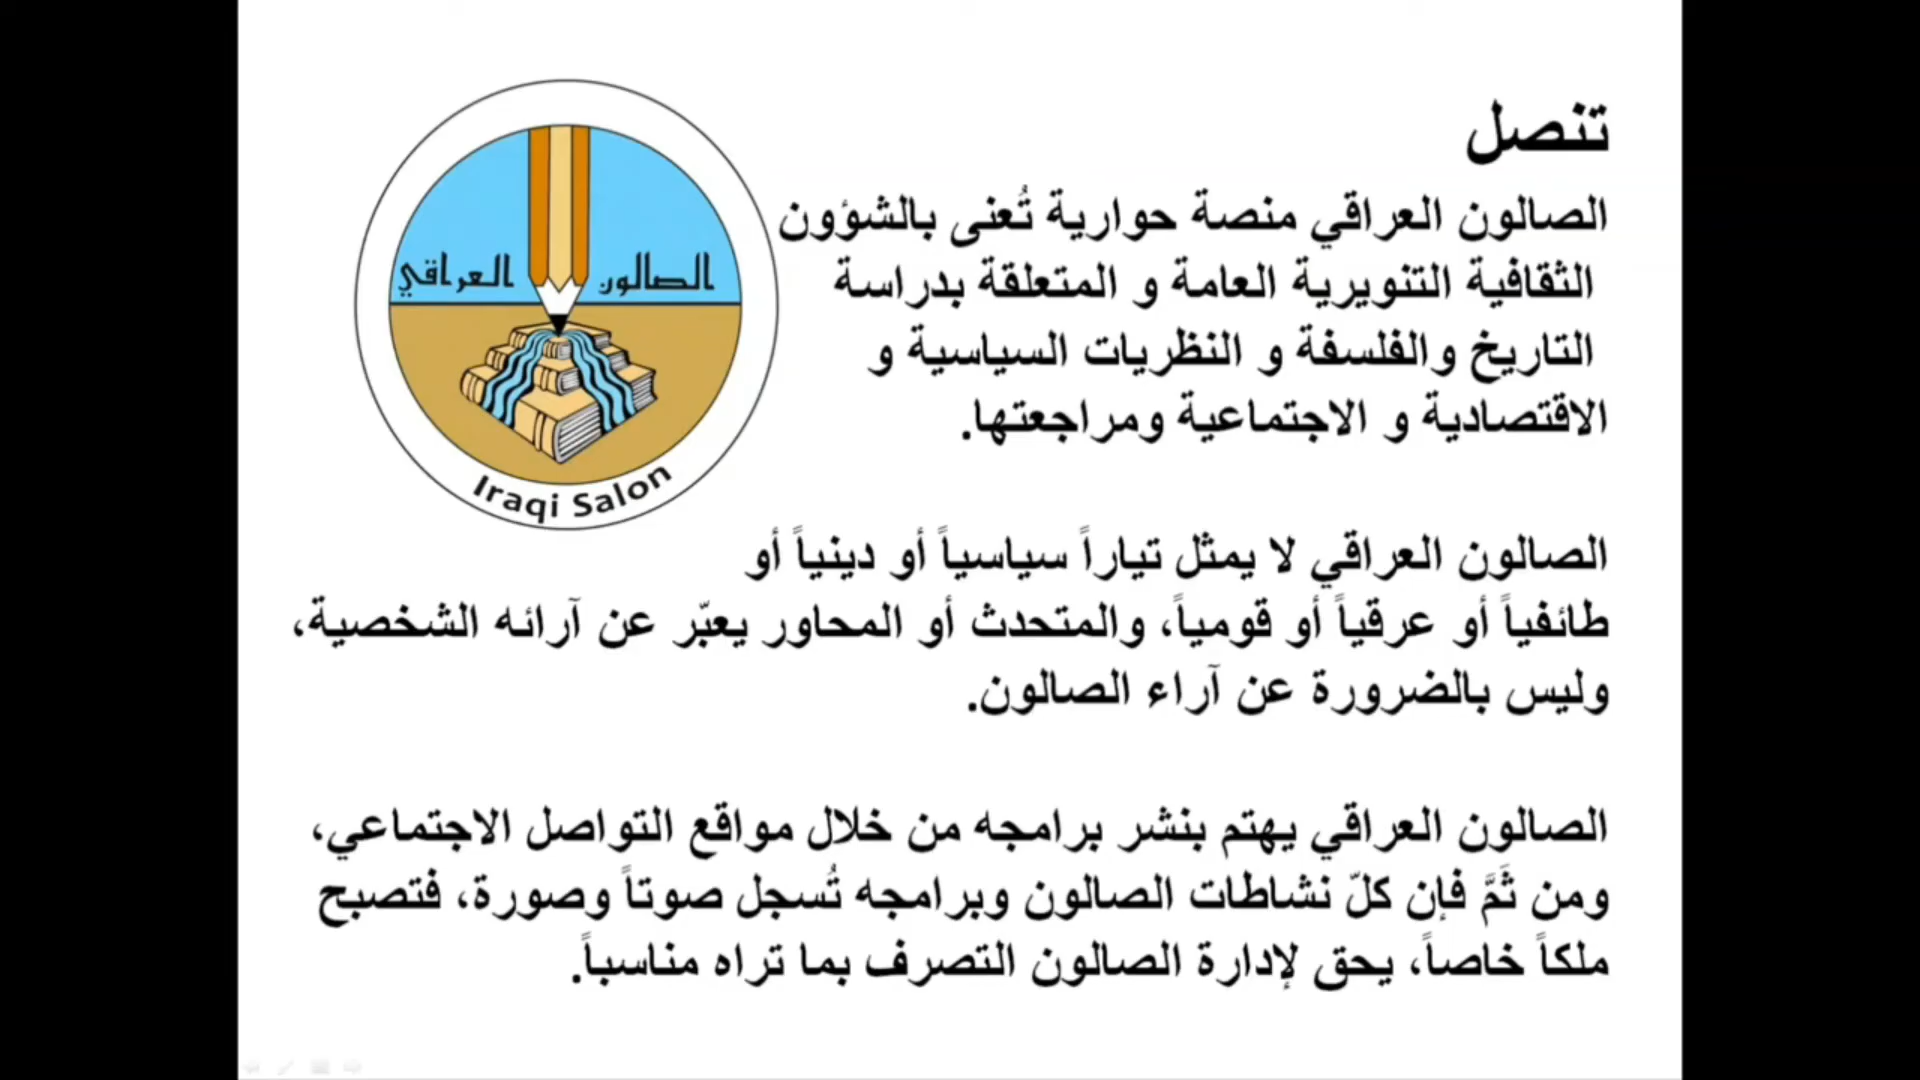 تنصل
الصالون العراقي منصة حوارية تُعنى بالشؤون
الثقافية التنويرية العامة و المتعلقة بدراسة
التاريخ والفلسفة و النظريات السياسية و
الاقتصادية و الاجتماعية ومراجعتها.
الصالون العراقي
Iraqi Salon
الصالون العراقي لا يمثل تياراً سياسياً أو دينياً أو
طائفياً أو عرقياً أو قومياً، والمتحدث أو المحاور يعبّر عن آرائه الشخصية،
وليس بالضرورة عن آراء الصالون.
الصالون العراقي يهتم بنشر برامجه من خلال مواقع التواصل الاجتماعي،
ومن ثَمَّ فإن كلّ نشاطات الصالون وبرامجه تُسجل صوتاً وصورة، فتصبح
ملكاً خاصاً، يحق لإدارة الصالون التصرف بما تراه مناسباً.